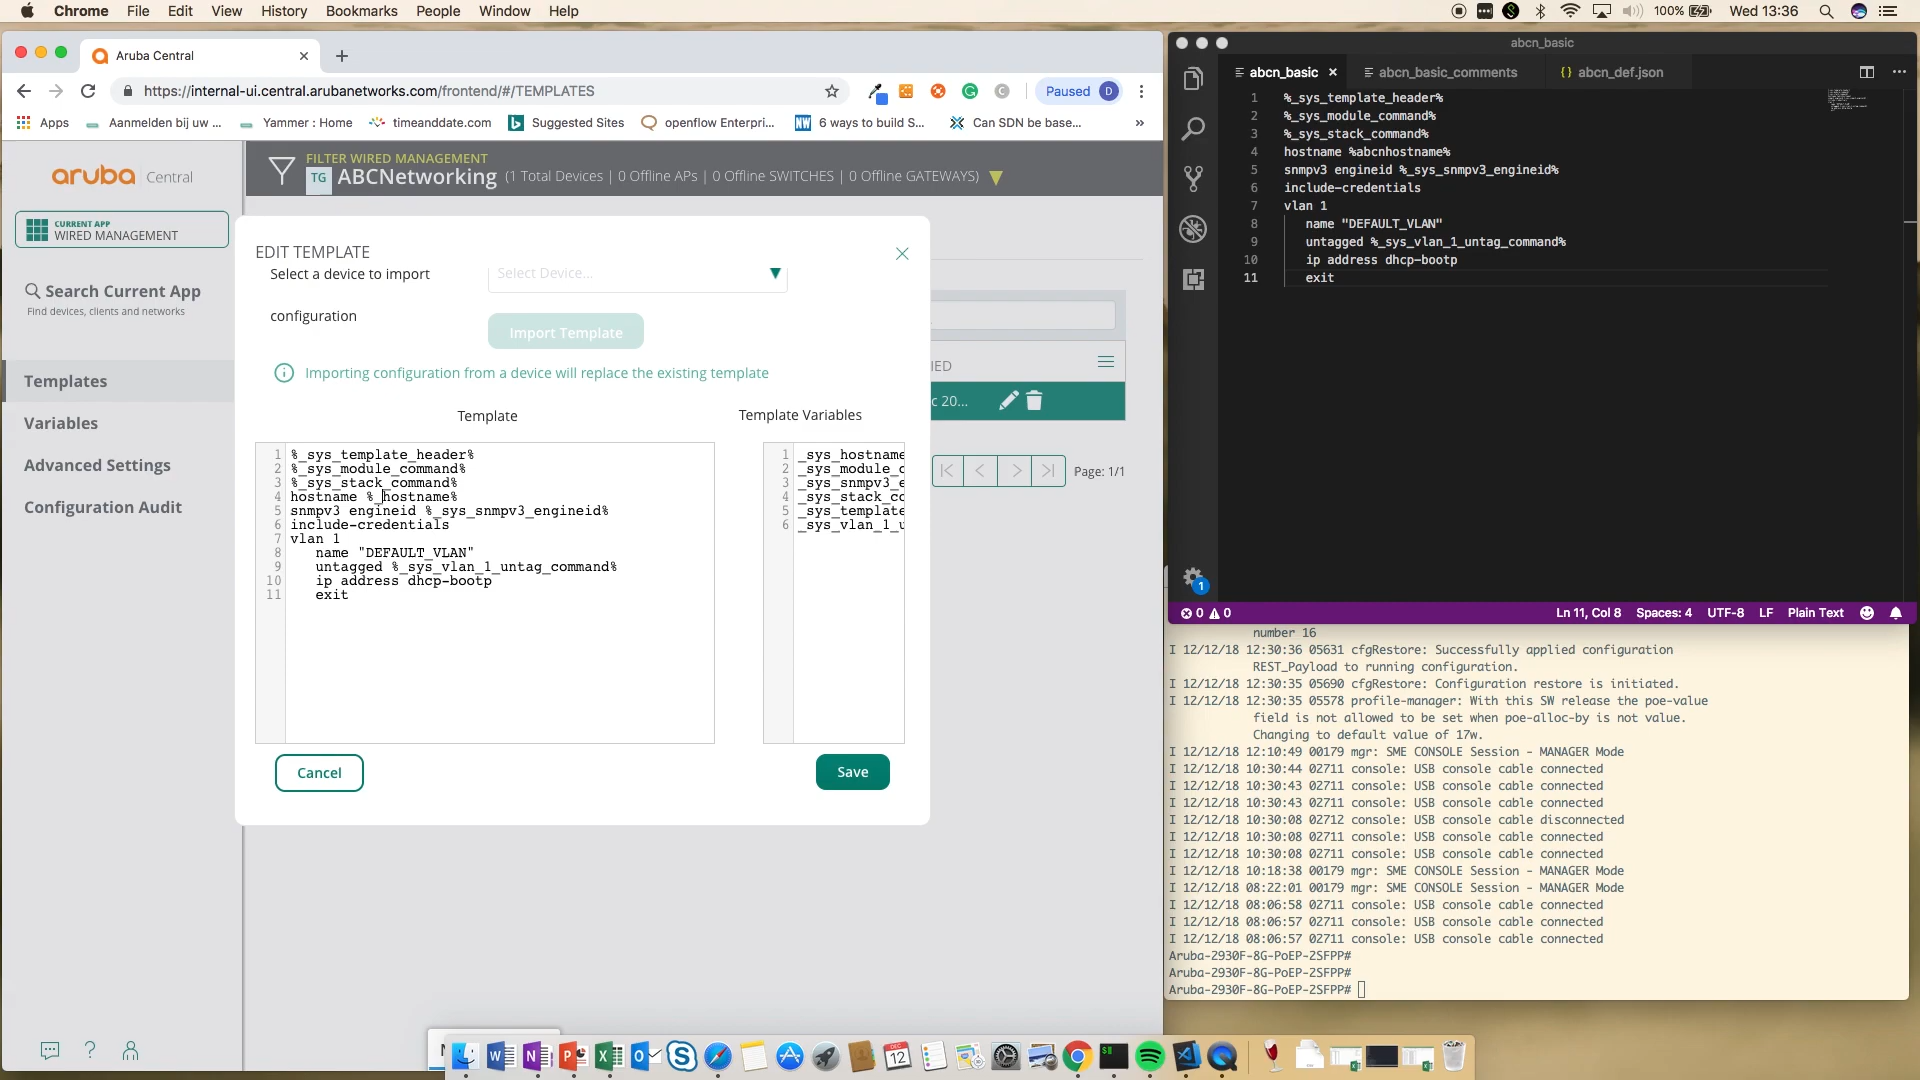 Chrome File Edit View History Bookmarks People Window Help
100% Wed 13:36
Aruba Central
https://internal-ui.central.arubanetworks.com/frontend/#/TEMPLATES
Paused D
Apps Aanmelden bij uw ... Yammer : Home timeanddate.com Suggested Sites openflow Enterpri... 6 ways to build S... Can SDN be base... »
aruba Central
CURRENT APP
WIRED MANAGEMENT
Search Current App
Find devices, clients and networks
Templates
Variables
Advanced Settings
Configuration Audit
FILTER WIRED MANAGEMENT
TG ABCNetworking (1 Total Devices | 0 Offline APs | 0 Offline SWITCHES | 0 Offline GATEWAYS)
EDIT TEMPLATE
Select a device to import
configuration
Select Device...
Import Template
Importing configuration from a device will replace the existing template
Template
1 %_sys_template_header%
2 %_sys_module_command%
3 %_sys_stack_command%
4 hostname %_hostname%
5 snmpv3 engineid %_sys_snmpv3_engineid%
6 include-credentials
7 vlan 1
8 name "DEFAULT_VLAN"
9 untagged %_sys_vlan_1_untag_command%
10 ip address dhcp-bootp
11 exit
Template Variables
1 _sys_hostname
2 _sys_module_c
3 _sys_snmpv3_e
4 _sys_stack_co
5 _sys_template
6 _sys_vlan_1_u
Cancel
Save
IED
c 20...
Page: 1/1
abcn_basic
abcn_basic abcn_basic_comments {} abcn_def.json
1 %_sys_template_header%
2 %_sys_module_command%
3 %_sys_stack_command%
4 hostname %abcnhostname%
5 snmpv3 engineid %_sys_snmpv3_engineid%
6 include-credentials
7 vlan 1
8 name "DEFAULT_VLAN"
9 untagged %_sys_vlan_1_untag_command%
10 ip address dhcp-bootp
11 exit
1
0 0 Ln 11, Col 8 Spaces: 4 UTF-8 LF Plain Text
number 16
I 12/12/18 12:30:36 05631 cfgRestore: Successfully applied configuration
REST_Payload to running configuration.
I 12/12/18 12:30:35 05690 cfgRestore: Configuration restore is initiated.
I 12/12/18 12:30:35 05578 profile-manager: With this SW release the poe-value
field is not allowed to be set when poe-alloc-by is not value.
Changing to default value of 17w.
I 12/12/18 12:10:49 00179 mgr: SME CONSOLE Session - MANAGER Mode
I 12/12/18 10:30:44 02711 console: USB console cable connected
I 12/12/18 10:30:43 02711 console: USB console cable connected
I 12/12/18 10:30:43 02711 console: USB console cable connected
I 12/12/18 10:30:08 02712 console: USB console cable disconnected
I 12/12/18 10:30:08 02711 console: USB console cable connected
I 12/12/18 10:30:08 02711 console: USB console cable connected
I 12/12/18 10:18:38 00179 mgr: SME CONSOLE Session - MANAGER Mode
I 12/12/18 08:22:01 00179 mgr: SME CONSOLE Session - MANAGER Mode
I 12/12/18 08:06:58 02711 console: USB console cable connected
I 12/12/18 08:06:57 02711 console: USB console cable connected
I 12/12/18 08:06:57 02711 console: USB console cable connected
Aruba-2930F-8G-PoEP-2SFPP#
Aruba-2930F-8G-PoEP-2SFPP#
Aruba-2930F-8G-PoEP-2SFPP#